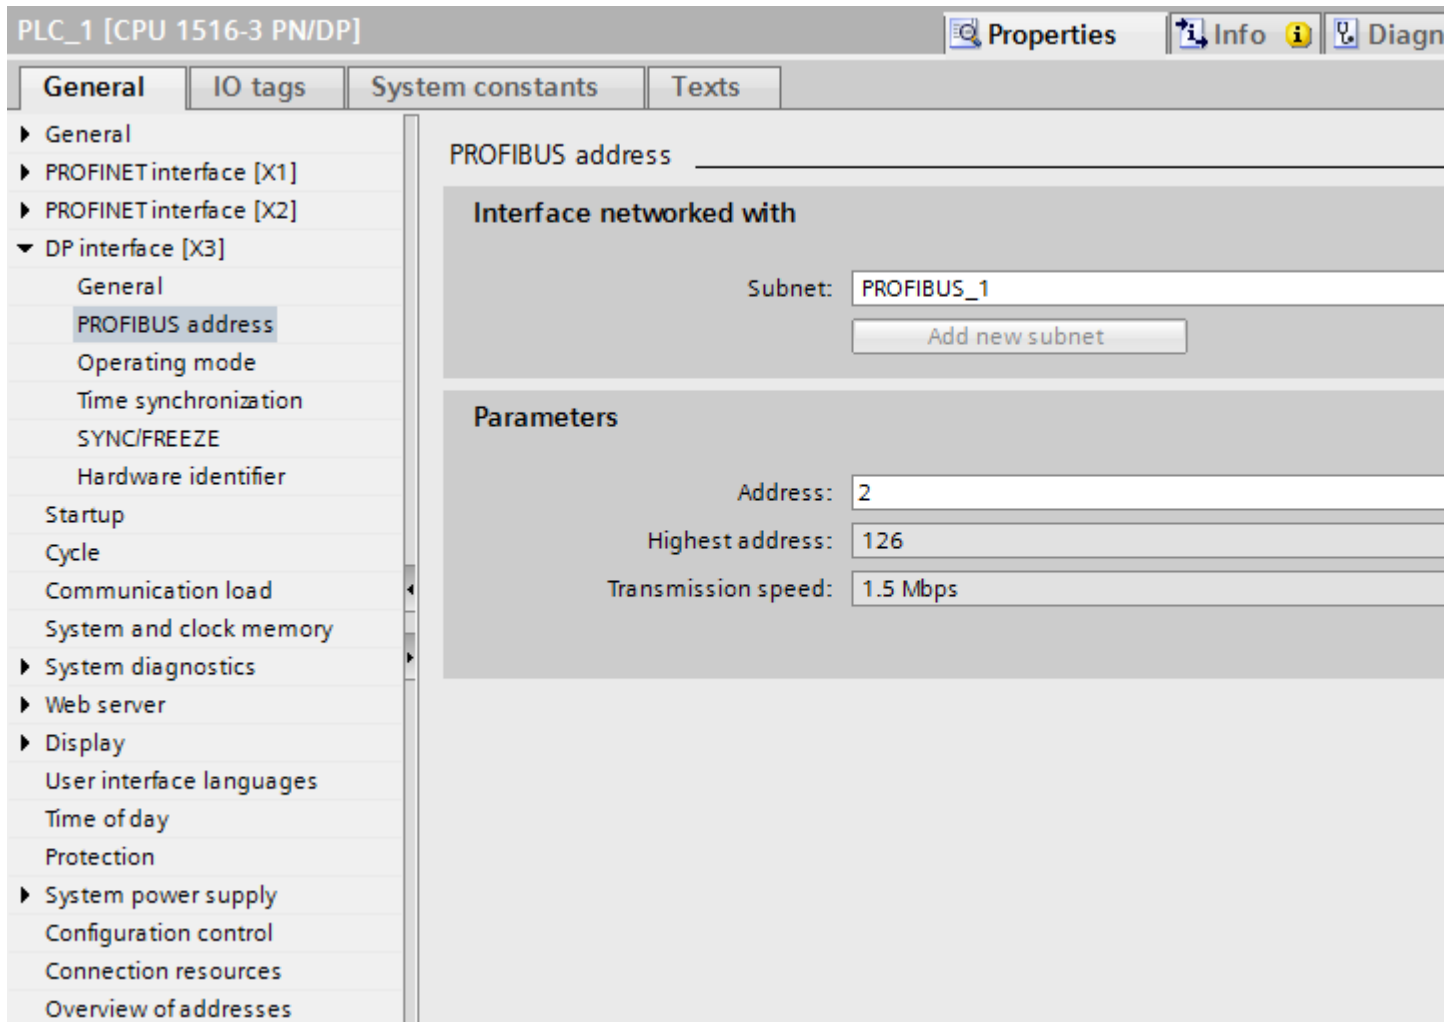 PLC_1 [CPU 1516-3 PN/DP]
Properties
Info
Diagn
General
IO tags
System constants
Texts
General
PROFINET interface [X1]
PROFINET interface [X2]
DP interface [X3]
General
PROFIBUS address
Operating mode
Time synchronization
SYNC/FREEZE
Hardware identifier
Startup
Cycle
Communication load
System and clock memory
System diagnostics
Web server
Display
User interface languages
Time of day
Protection
System power supply
Configuration control
Connection resources
Overview of addresses
PROFIBUS address
Interface networked with
Subnet: PROFIBUS_1
Add new subnet
Parameters
Address: 2
Highest address: 126
Transmission speed: 1.5 Mbps